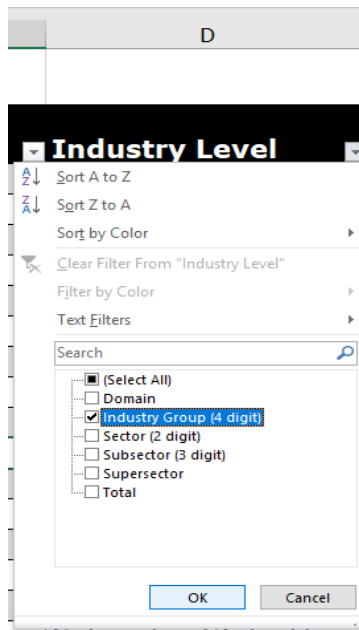 D
Industry Level
Sort A to Z
Sort Z to A
Sort by Color
Clear Filter From "Industry Level"
Filter by Color
Text Filters
Search
(Select All)
Domain
Industry Group (4 digit)
Sector (2 digit)
Subsector (3 digit)
Supersector
Total
OK Cancel